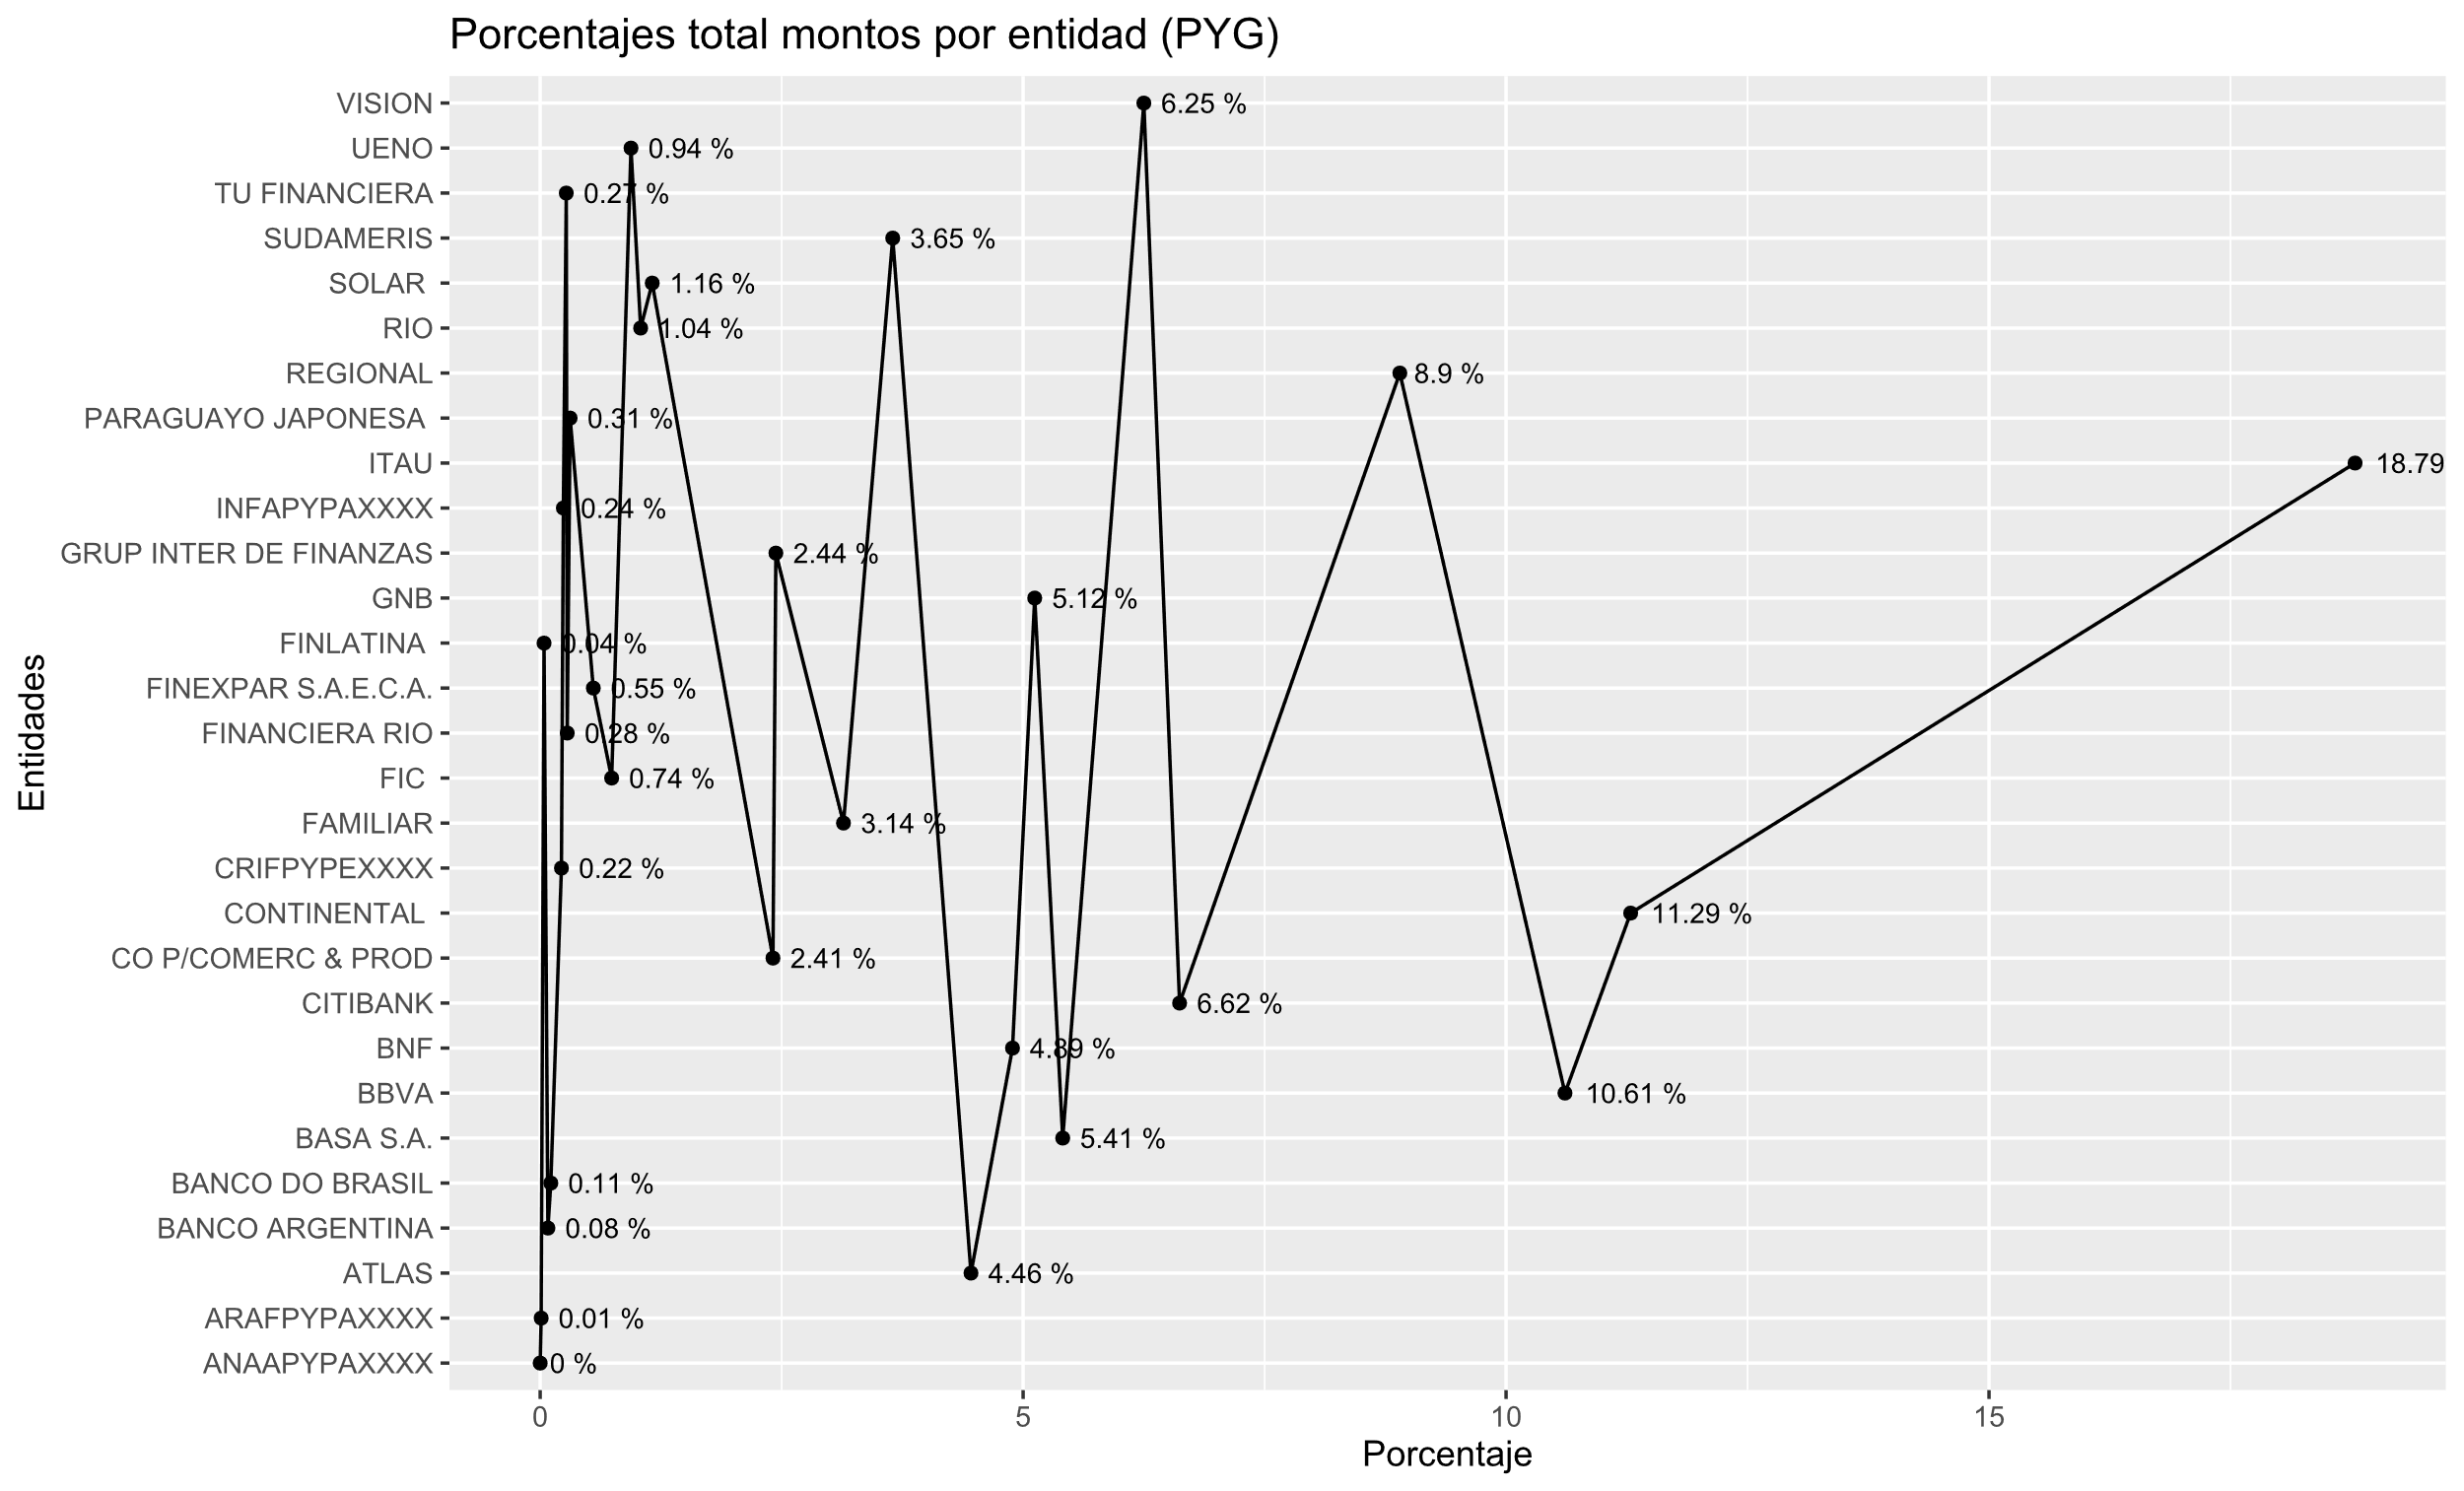 Porcentajes total montos por entidad (PYG)
Entidades
VISION 6.25 %
UENO 0.94 %
TU FINANCIERA 0.27 %
SUDAMERIS 3.65 %
SOLAR 1.16 %
RIO 1.04 %
REGIONAL 8.9 %
PARAGUAYO JAPONESA 0.31 %
ITAU 18.79
INFAPYPAXXXX 0.24 %
GRUP INTER DE FINANZAS 2.44 %
GNB 5.12 %
FINLATINA 0.04 %
FINEXPAR S.A.E.C.A. 0.55 %
FINANCIERA RIO 0.28 %
FIC 0.74 %
FAMILIAR 3.14 %
CRIFPYPEXXXX 0.22 %
CONTINENTAL 11.29 %
CO P/COMERC & PROD 2.41 %
CITIBANK 6.62 %
BNF 4.89 %
BBVA 10.61 %
BASA S.A. 5.41 %
BANCO DO BRASIL 0.11 %
BANCO ARGENTINA 0.08 %
ATLAS 4.46 %
ARAFPYPAXXXX 0.01 %
ANAAPYPAXXXX 0 %
0 5 10 15
Porcentaje